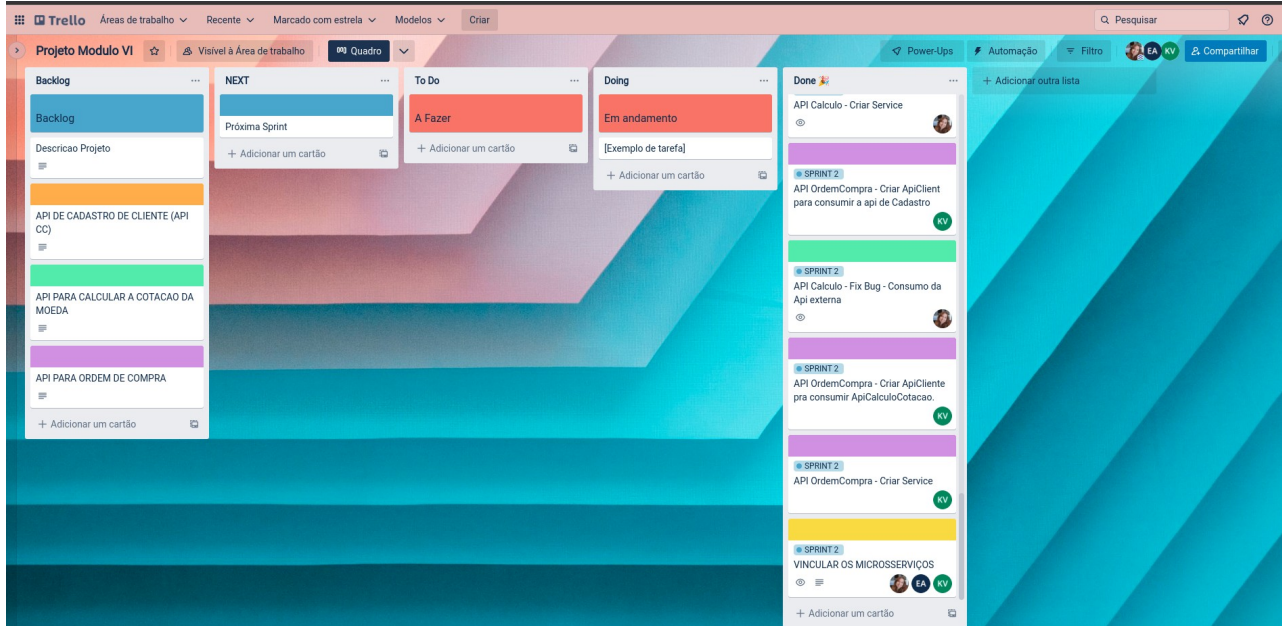 Trello Áreas de trabalho Recente Marcado com estrela Modelos Criar Pesquisar
Projeto Modulo VI Visível à Área de trabalho Quadro Power-Ups Automação Filtro EA KV Compartilhar
Backlog
Backlog
Descricao Projeto
API DE CADASTRO DE CLIENTE (API
CC)
API PARA CALCULAR A COTACAO DA
MOEDA
API PARA ORDEM DE COMPRA
+ Adicionar um cartão
NEXT
Próxima Sprint
+ Adicionar um cartão
To Do
A Fazer
+ Adicionar um cartão
Doing
Em andamento
[Exemplo de tarefa]
+ Adicionar um cartão
Done 🎉
API Calculo - Criar Service
SPRINT 2
API OrdemCompra - Criar ApiClient
para consumir a api de Cadastro
KV
SPRINT 2
API Calculo - Fix Bug - Consumo da
Api externa
SPRINT 2
API OrdemCompra - Criar ApiCliente
pra consumir ApiCalculoCotacao.
KV
SPRINT 2
API OrdemCompra - Criar Service
KV
SPRINT 2
VINCULAR OS MICROSSERVIÇOS
EA KV
+ Adicionar um cartão
+ Adicionar outra lista